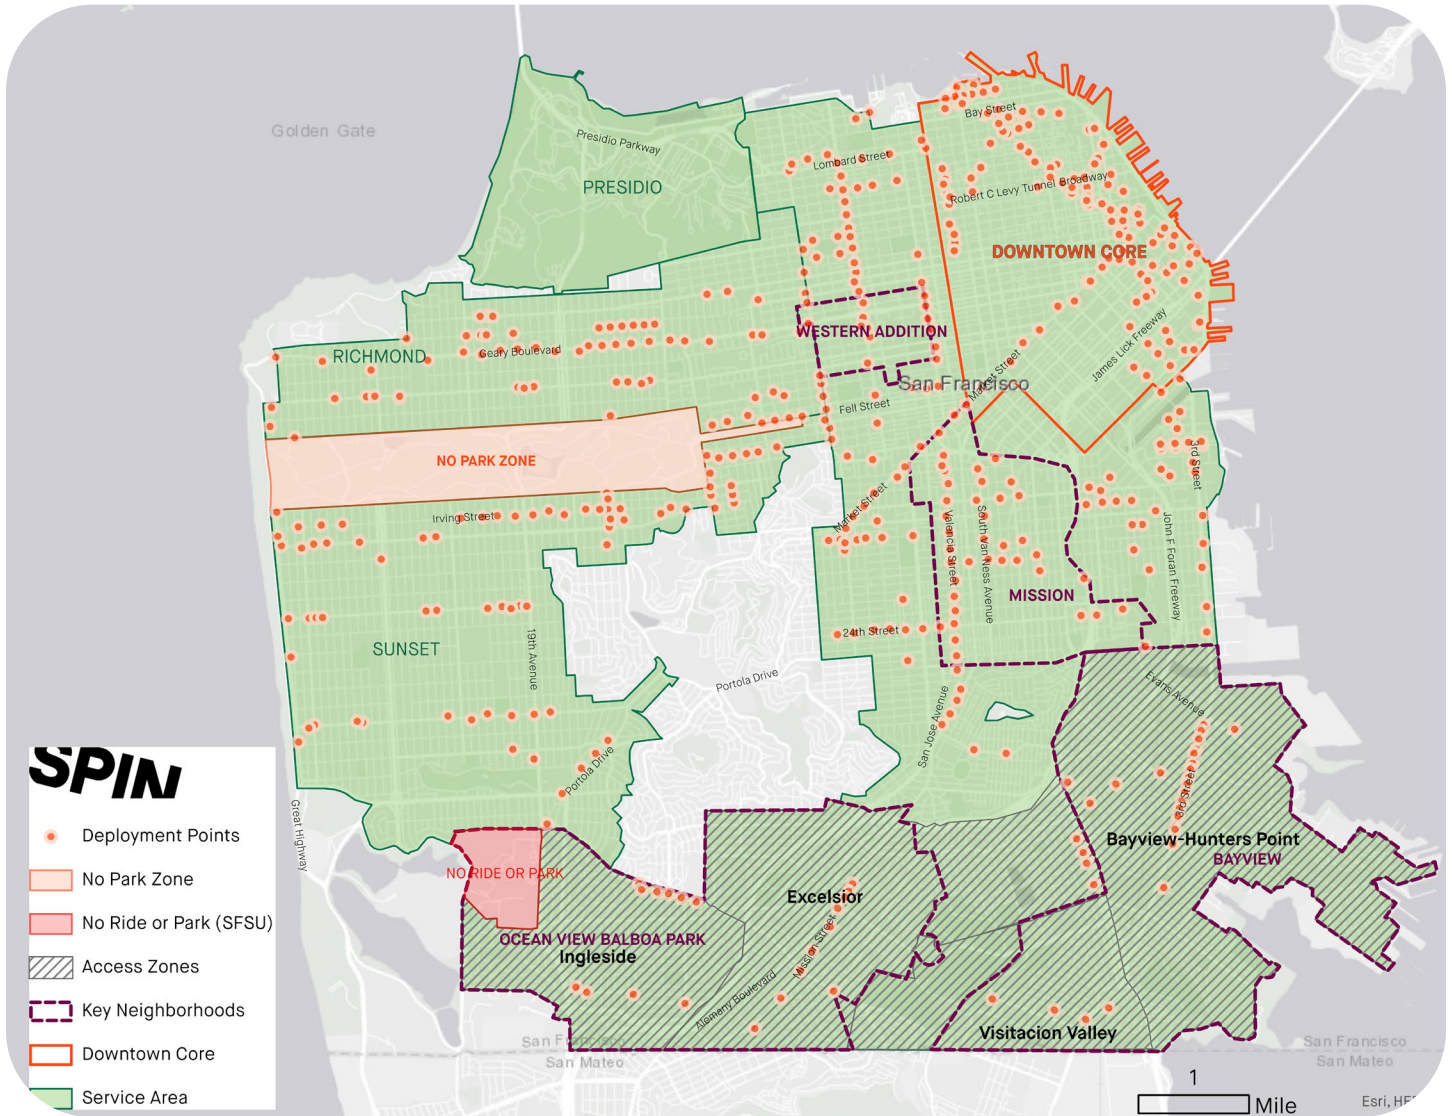 Golden Gate
Presidio Parkway
PRESIDIO
Lombard Street
Bay Street
Robert C Levy Tunnel Broadway
DOWNTOWN CORE
WESTERN ADDITION
James Lick Freeway
RICHMOND
Geary Boulevard
San Francisco
Market Street
Fell Street
NO PARK ZONE
3rd Street
Irving Street
Market Street
Valencia Street
South Van Ness Avenue
John F Foran Freeway
MISSION
24th Street
SUNSET
19th Avenue
Portola Drive
Evans Avenue
San Jose Avenue
Portola Drive
3rd Street
Great Highway
Bayview-Hunters Point
BAYVIEW
NO RIDE OR PARK
Excelsior
OCEAN VIEW BALBOA PARK
Ingleside
Mission Street
Alemany Boulevard
Visitacion Valley
San Francisco
San Mateo
San Francisco
San Mateo
SPIN
Deployment Points
No Park Zone
No Ride or Park (SFSU)
Access Zones
Key Neighborhoods
Downtown Core
Service Area
1
Mile
Esri,